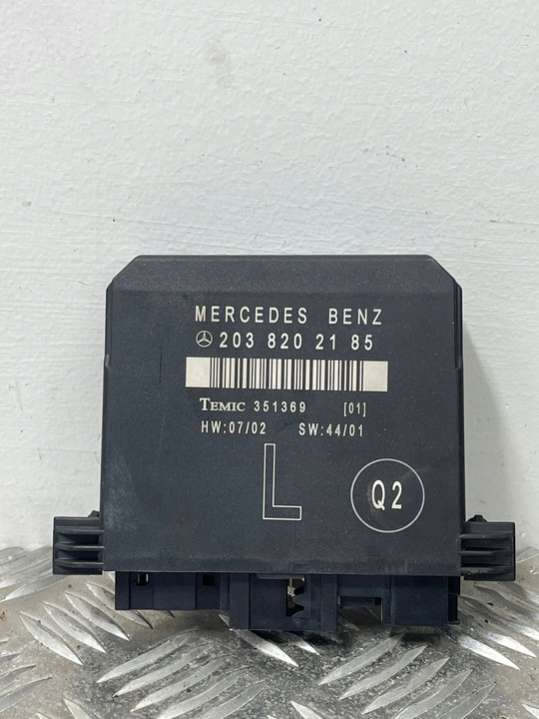 MERCEDES BENZ
203 820 21 85
TEMIC 351369 [01]
HW:07/02 SW:44/01
L
Q2